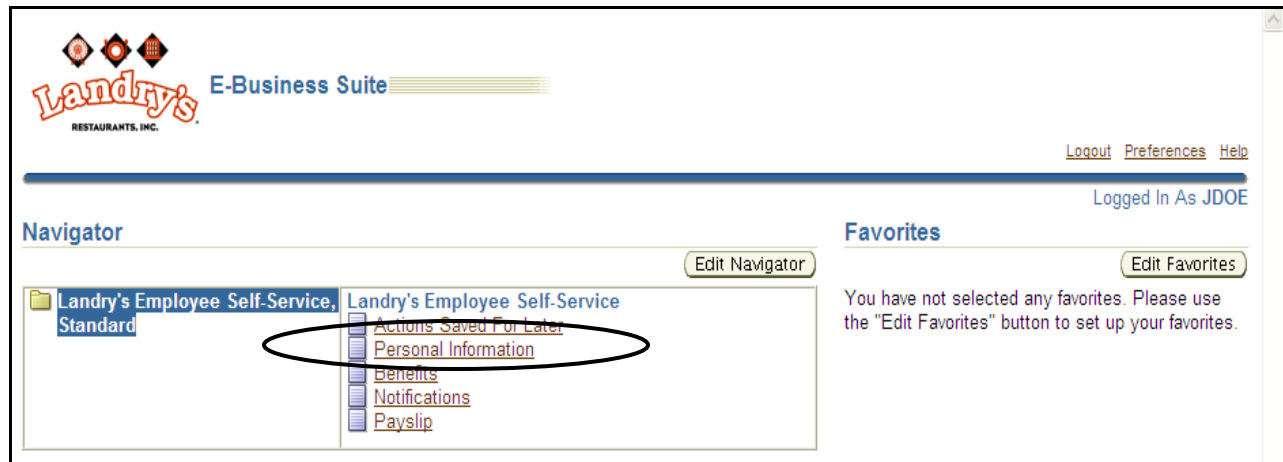 Landry's
RESTAURANTS, INC.
E-Business Suite
Logout Preferences Help
Logged In As JDOE
Navigator
Edit Navigator
Landry's Employee Self-Service,
Standard
Landry's Employee Self-Service
Actions Saved For Later
Personal Information
Benefits
Notifications
Payslip
Favorites
Edit Favorites
You have not selected any favorites. Please use
the "Edit Favorites" button to set up your favorites.